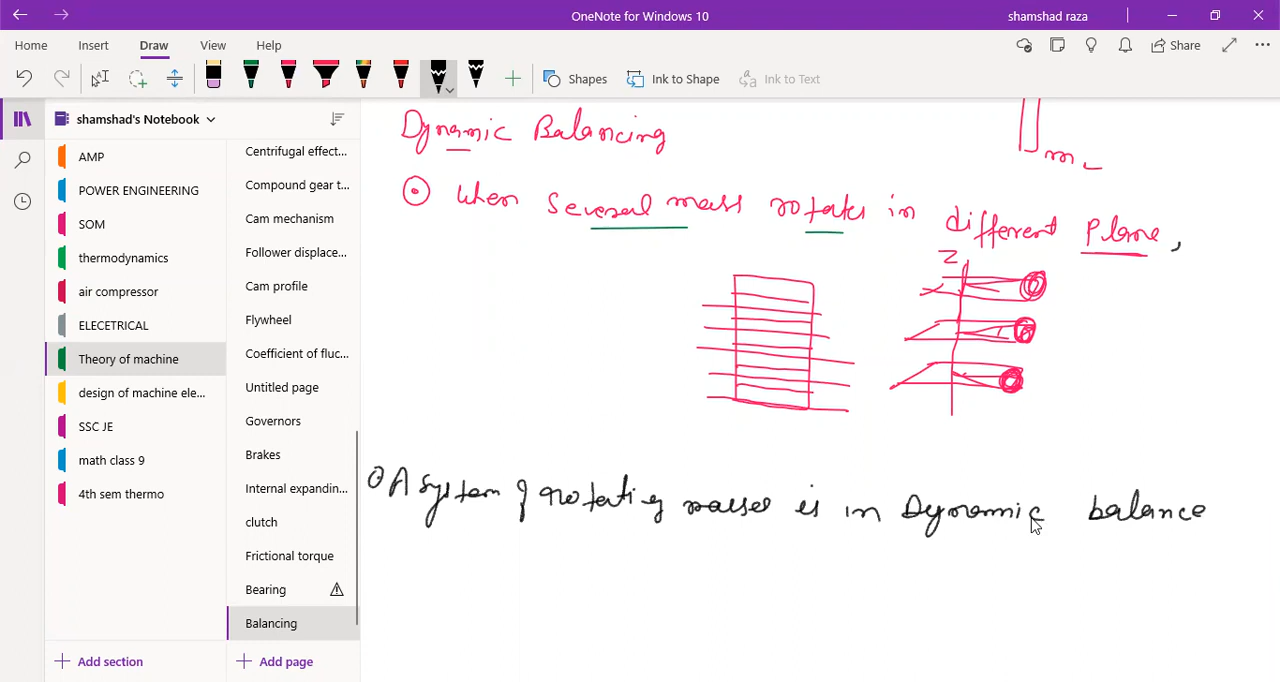 OneNote for Windows 10
shamshad raza
Home Insert Draw View Help
Share
Shapes
Ink to Shape
Ink to Text
shamshad's Notebook
AMP
POWER ENGINEERING
SOM
thermodynamics
air compressor
ELECETRICAL
Theory of machine
design of machine ele...
SSC JE
math class 9
4th sem thermo
Add section
Centrifugal effect...
Compound gear t...
Cam mechanism
Follower displace...
Cam profile
Flywheel
Coefficient of fluc...
Untitled page
Governors
Brakes
Internal expandin...
clutch
Frictional torque
Bearing
Balancing
Add page
Dynamic Balancing
m
When several mass rotates in different Plane,
Z
A system of rotating masses is in Dynamic balance